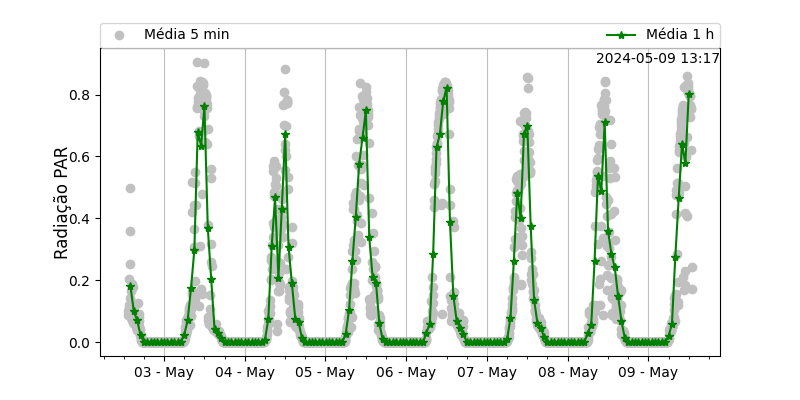 Média 5 min
Média 1 h
2024-05-09 13:17
Radiação PAR
0.8
0.6
0.4
0.2
0.0
03 - May
04 - May
05 - May
06 - May
07 - May
08 - May
09 - May